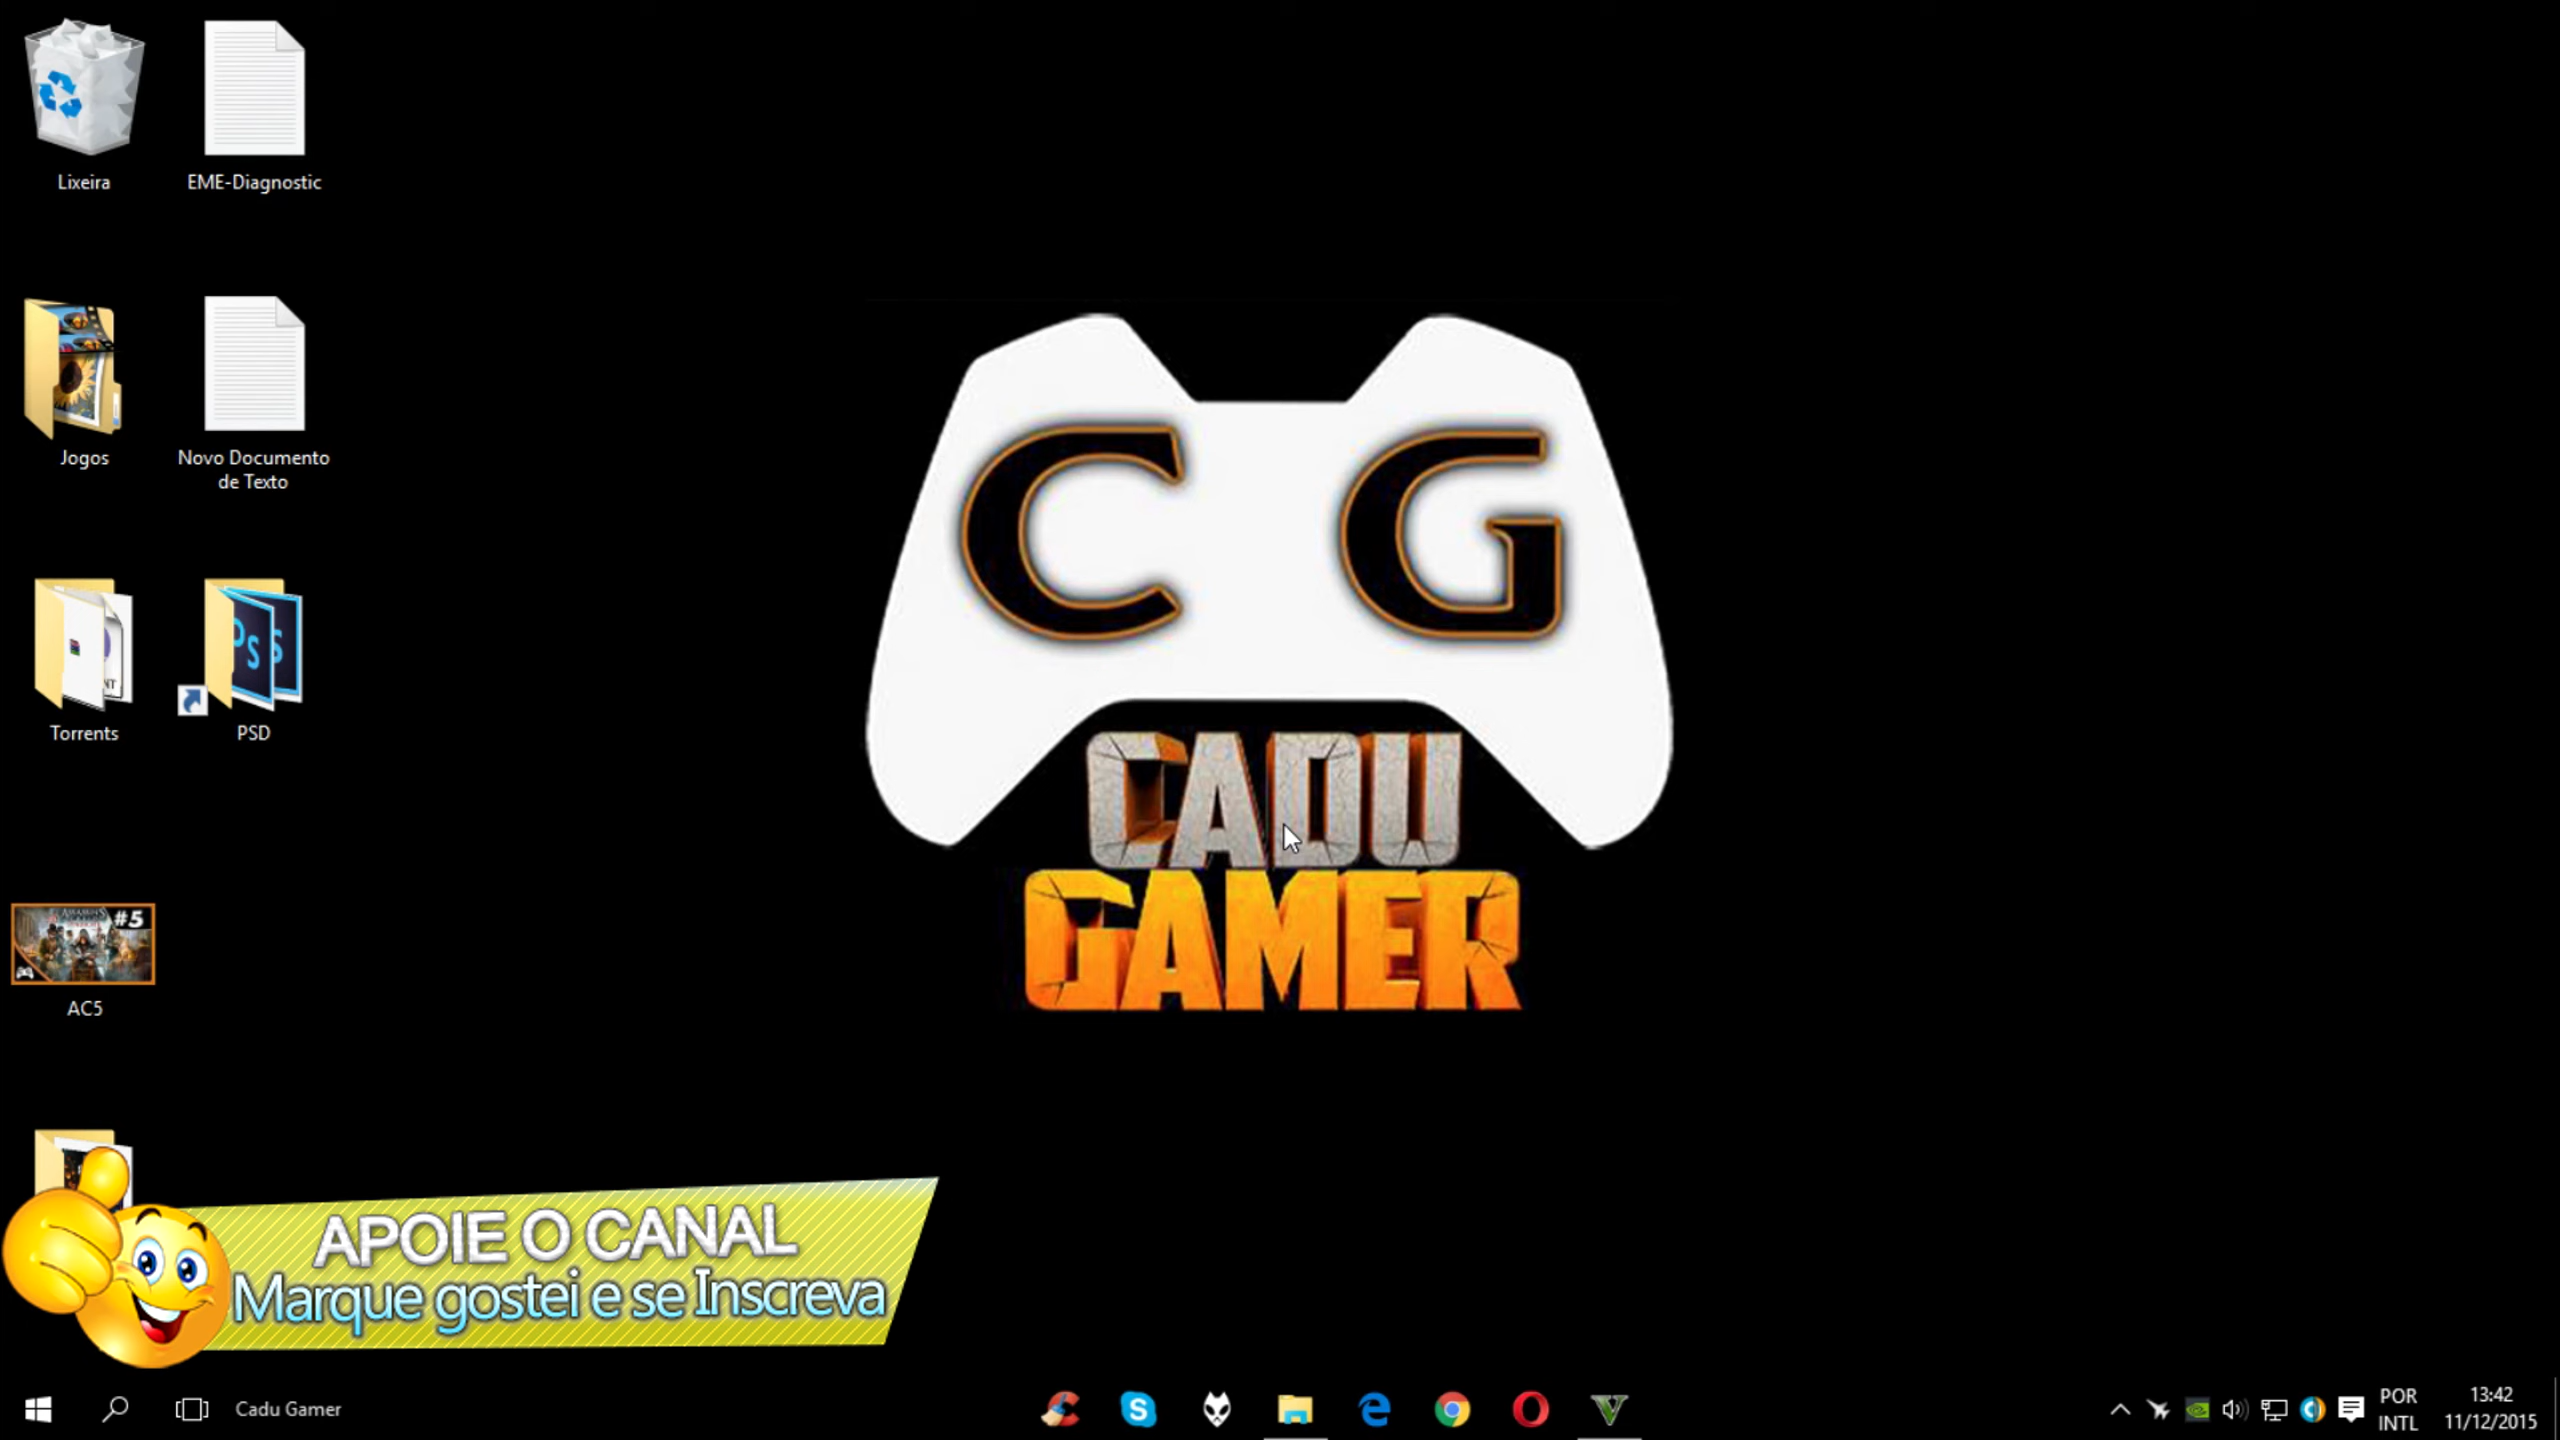 Lixeira
EME-Diagnostic
Jogos
Novo Documento
de Texto
Torrents
PSD
#5
AC5
C G
CADU
GAMER
APOIE O CANAL
Marque gostei e se Inscreva
Cadu Gamer
POR
INTL
13:42
11/12/2015